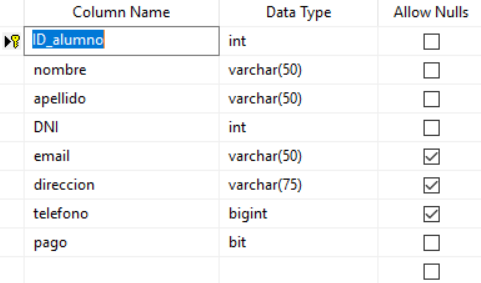 Column Name Data Type Allow Nulls
ID_alumno int
nombre varchar(50)
apellido varchar(50)
DNI int
email varchar(50)
direccion varchar(75)
telefono bigint
pago bit